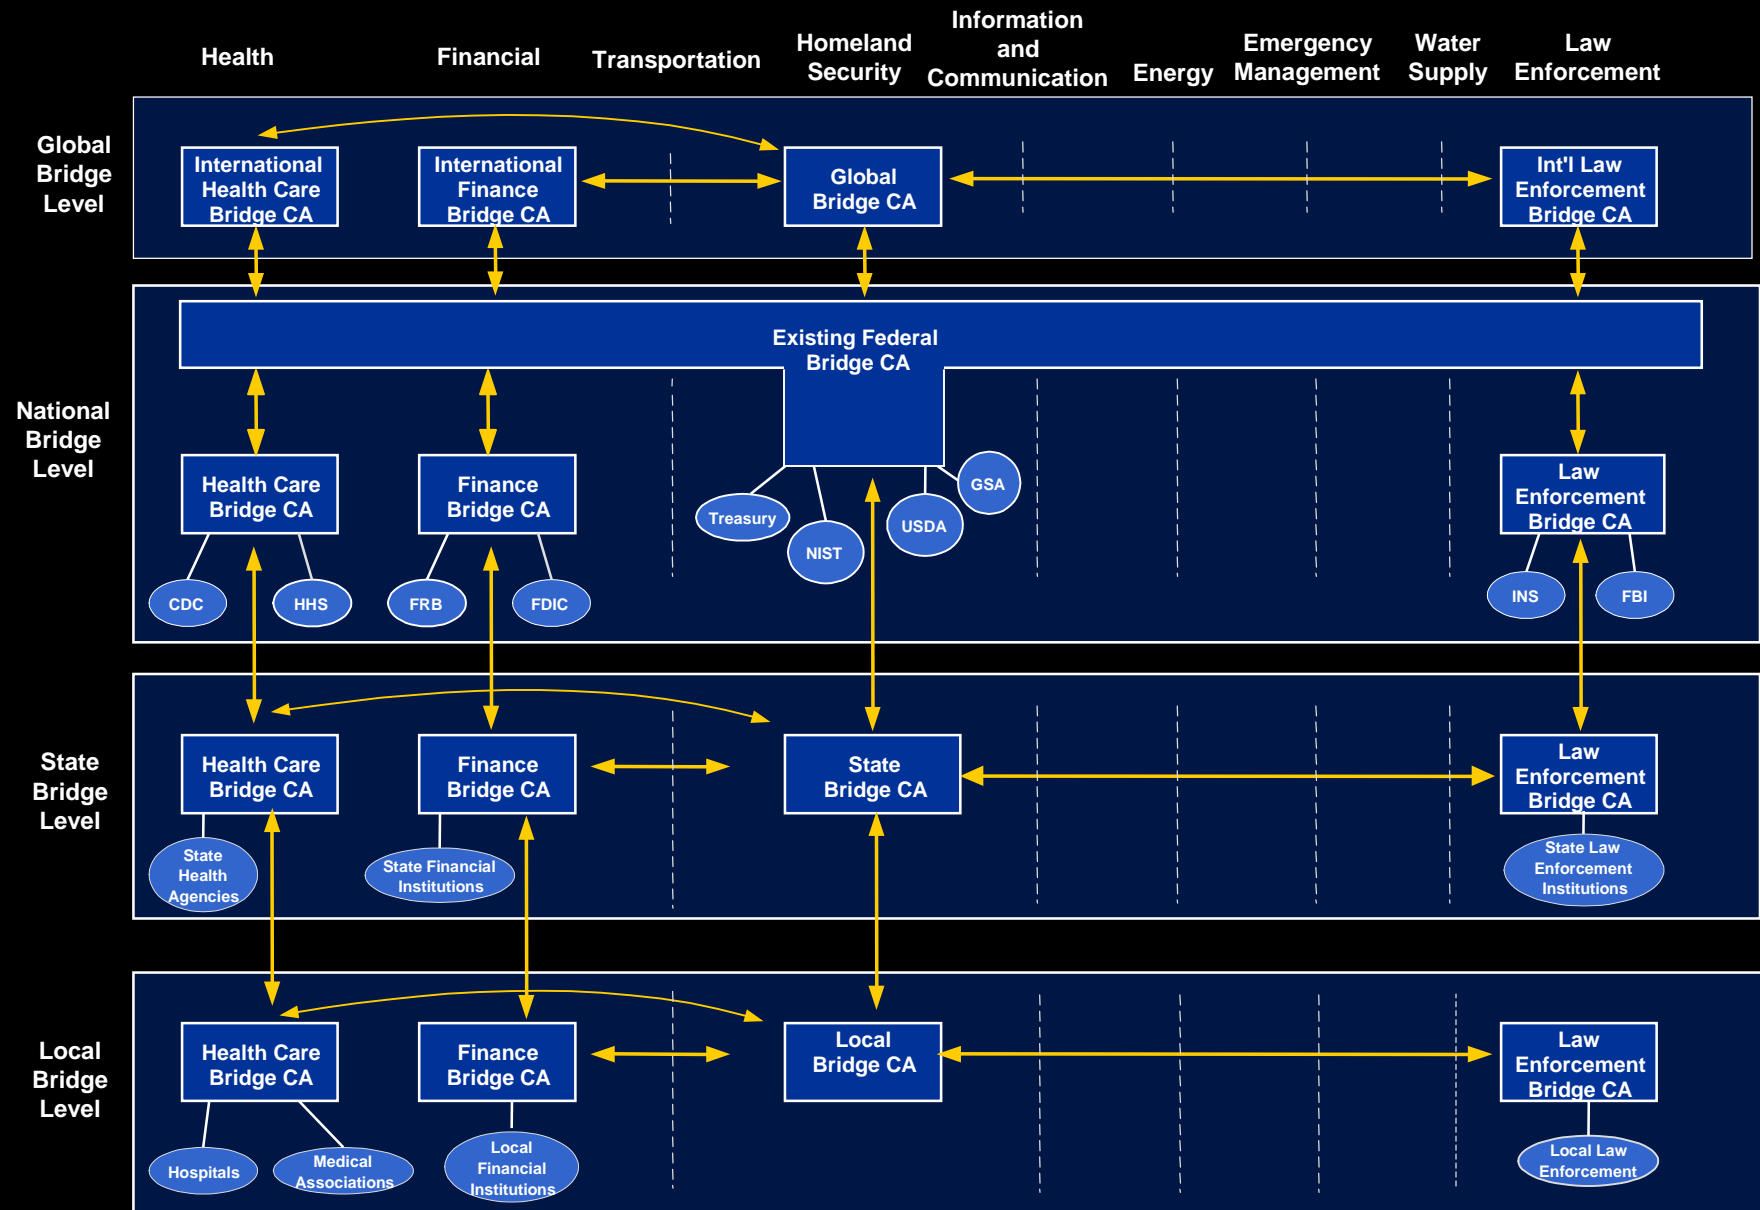 Health
Financial
Transportation
Homeland
Security
Information
and
Communication
Energy
Emergency
Management
Water
Supply
Law
Enforcement
Global
Bridge
Level
International
Health Care
Bridge CA
International
Finance
Bridge CA
Global
Bridge CA
Int'l Law
Enforcement
Bridge CA
National
Bridge
Level
Existing Federal
Bridge CA
Health Care
Bridge CA
Finance
Bridge CA
Treasury
NIST
USDA
GSA
Law
Enforcement
Bridge CA
CDC
HHS
FRB
FDIC
INS
FBI
State
Bridge
Level
Health Care
Bridge CA
Finance
Bridge CA
State
Bridge CA
Law
Enforcement
Bridge CA
State
Health
Agencies
State Financial
Institutions
State Law
Enforcement
Institutions
Local
Bridge
Level
Health Care
Bridge CA
Finance
Bridge CA
Local
Bridge CA
Law
Enforcement
Bridge CA
Hospitals
Medical
Associations
Local
Financial
Institutions
Local Law
Enforcement